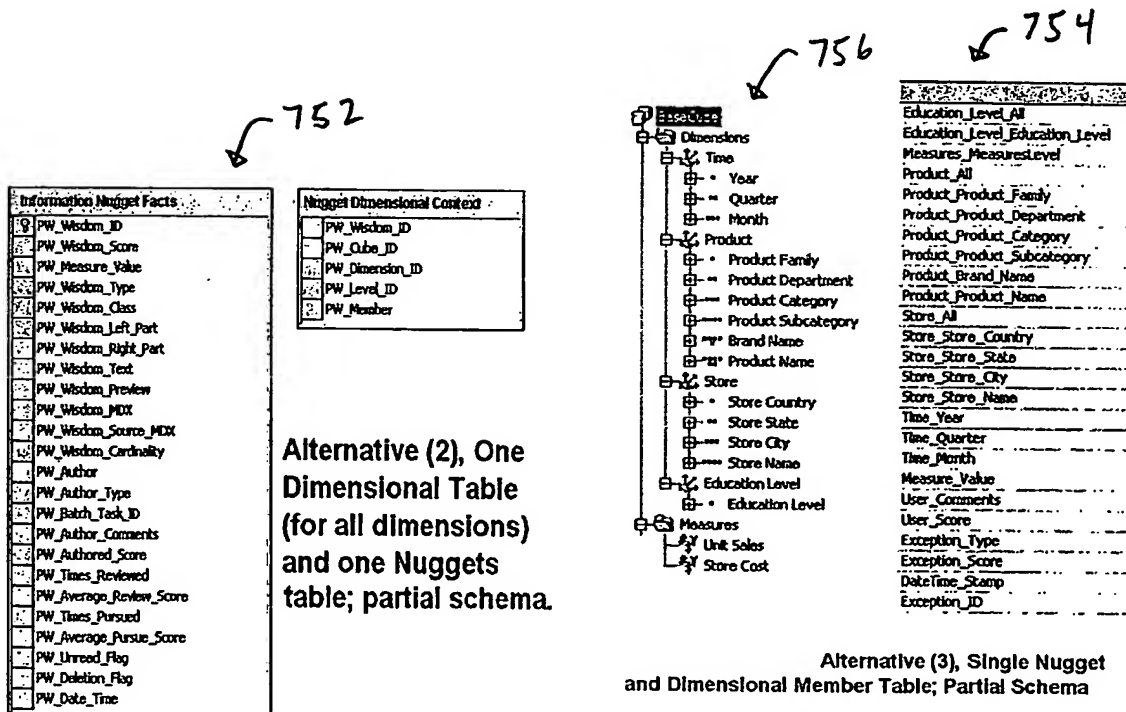 752
Information Nugget Facts
PW_Wisdom_ID
PW_Wisdom_Score
PW_Measure_Value
PW_Wisdom_Type
PW_Wisdom_Class
PW_Wisdom_Left_Part
PW_Wisdom_Right_Part
PW_Wisdom_Text
PW_Wisdom_Preview
PW_Wisdom_MDX
PW_Wisdom_Source_MDX
PW_Wisdom_Cardinality
PW_Author
PW_Author_Type
PW_Batch_Task_ID
PW_Author_Comments
PW_Authored_Score
PW_Times_Reviewed
PW_Average_Review_Score
PW_Times_Pursued
PW_Average_Pursue_Score
PW_Unread_Flag
PW_Deletion_Flag
PW_Date_Time
Nugget Dimensional Context
PW_Wisdom_ID
PW_Cube_ID
PW_Dimension_ID
PW_Level_ID
PW_Member
Alternative (2), One
Dimensional Table
(for all dimensions)
and one Nuggets
table; partial schema.
756
Dimensions
Time
Year
Quarter
Month
Product
Product Family
Product Department
Product Category
Product Subcategory
Brand Name
Product Name
Store
Store Country
Store State
Store City
Store Name
Education Level
Education Level
Measures
Unit Sales
Store Cost
754
Education_Level_All
Education_Level_Education_Level
Measures_MeasuresLevel
Product_All
Product_Product_Family
Product_Product_Department
Product_Product_Category
Product_Product_Subcategory
Product_Brand_Name
Product_Product_Name
Store_All
Store_Store_Country
Store_Store_State
Store_Store_City
Store_Store_Name
Time_Year
Time_Quarter
Time_Month
Measure_Value
User_Comments
User_Score
Exception_Type
Exception_Score
DateTime_Stamp
Exception_ID
Alternative (3), Single Nugget
and Dimensional Member Table; Partial Schema